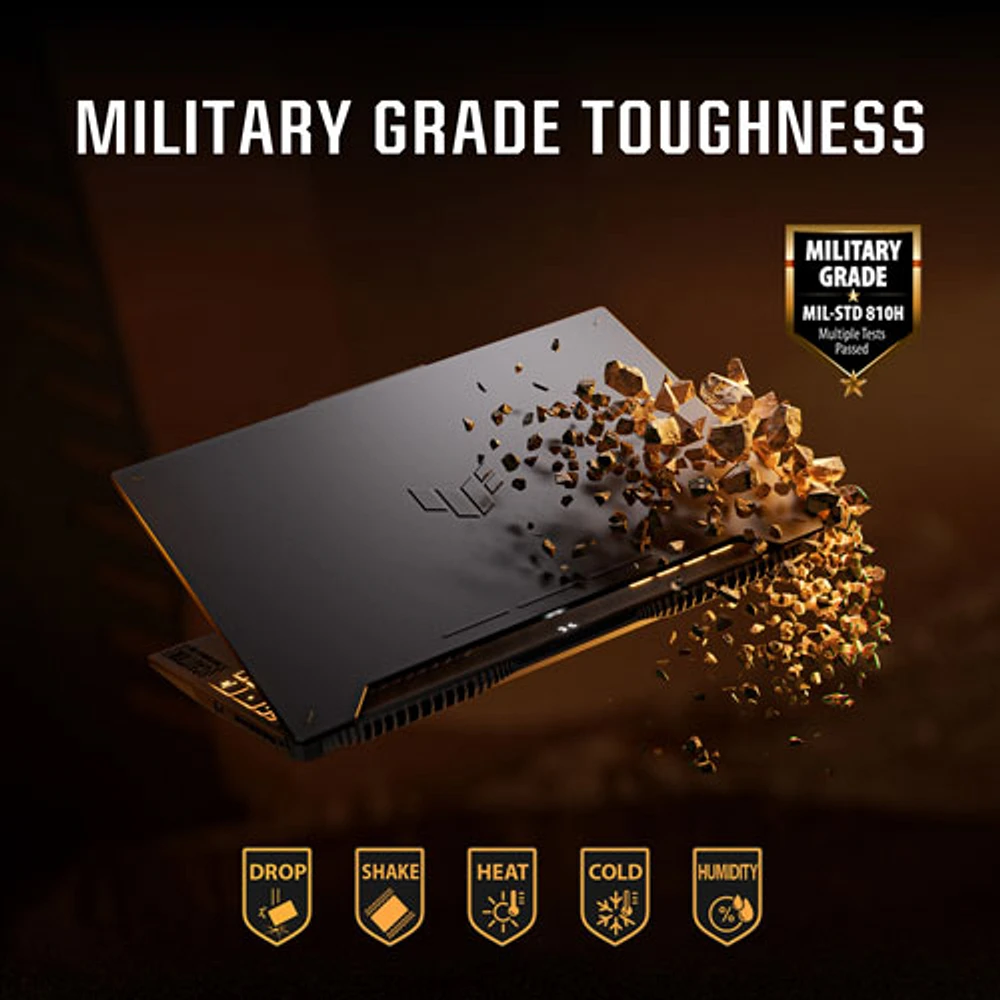 MILITARY GRADE TOUGHNESS
MILITARY
GRADE
MIL-STD 810H
Multiple Tests
Passed
DROP
SHAKE
HEAT
COLD
HUMIDITY
%